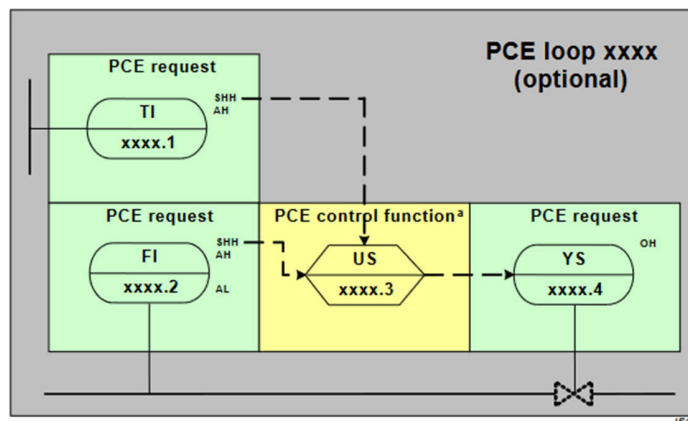 PCE loop xxxx
(optional)
PCE request
TI
xxxx.1
SHH
AH
PCE request
FI
xxxx.2
SHH
AH
AL
PCE control functionª
US
xxxx.3
PCE request
YS
xxxx.4
OH